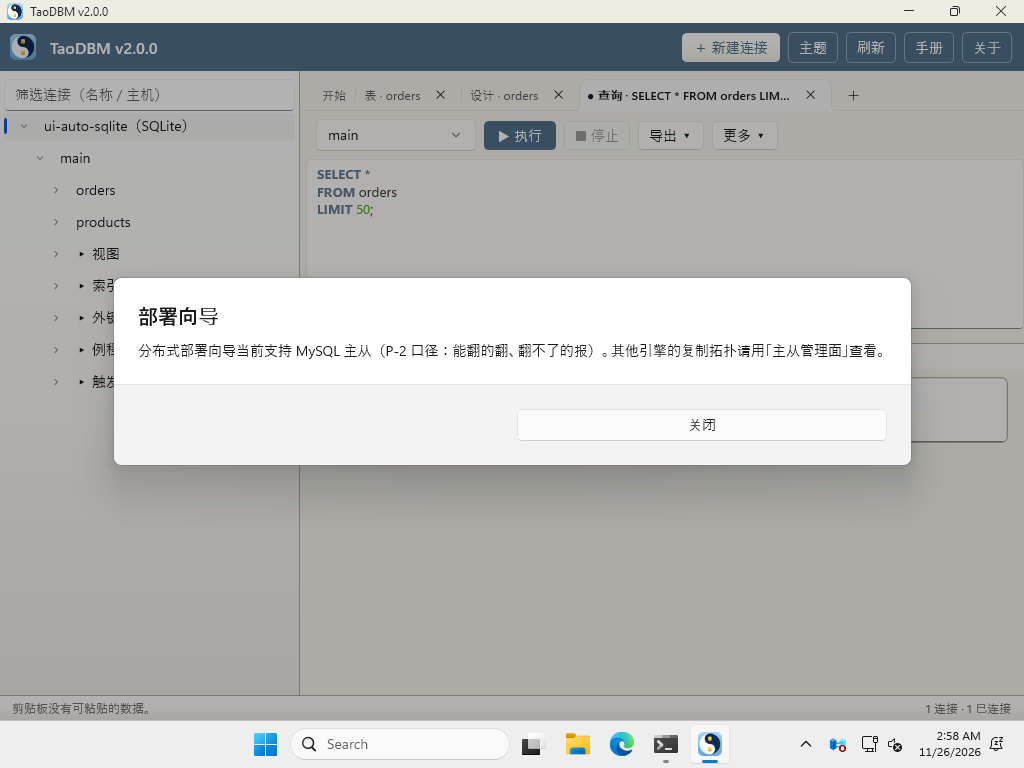 TaoDBM v2.0.0
TaoDBM v2.0.0
+ 新建连接
主题
刷新
手册
关于
筛选连接（名称 / 主机）
ui-auto-sqlite（SQLite）
main
orders
products
视图
索引
外键
例程
触发
开始
表 · orders
设计 · orders
● 查询 · SELECT * FROM orders LIM...
main
执行
停止
导出
更多
SELECT *
FROM orders
LIMIT 50;
部署向导
分布式部署向导当前支持 MySQL 主从（P-2 口径：能翻的翻、翻不了的报）。其他引擎的复制拓扑请用「主从管理面」查看。
关闭
剪贴板没有可粘贴的数据。
1 连接 · 1 已连接
Search
2:58 AM
11/26/2026